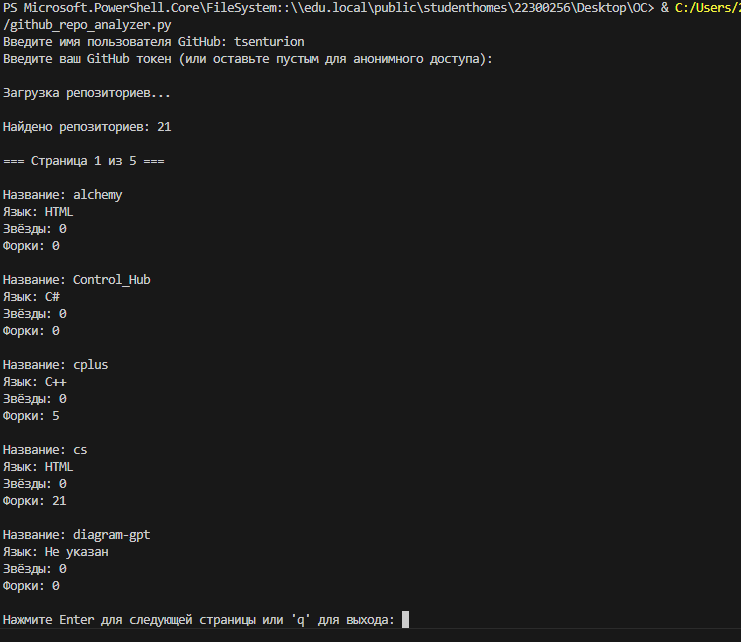 PS Microsoft.PowerShell.Core\FileSystem::\\edu.local\public\studenthomes\22300256\Desktop\OC> & C:/Users/2
/github_repo_analyzer.py
Введите имя пользователя GitHub: tsenturion
Введите ваш GitHub токен (или оставьте пустым для анонимного доступа):
Загрузка репозиториев...
Найдено репозиториев: 21
=== Страница 1 из 5 ===
Название: alchemy
Язык: HTML
Звёзды: 0
Форки: 0
Название: Control_Hub
Язык: C#
Звёзды: 0
Форки: 0
Название: cplus
Язык: C++
Звёзды: 0
Форки: 5
Название: cs
Язык: HTML
Звёзды: 0
Форки: 21
Название: diagram-gpt
Язык: Не указан
Звёзды: 0
Форки: 0
Нажмите Enter для следующей страницы или 'q' для выхода: